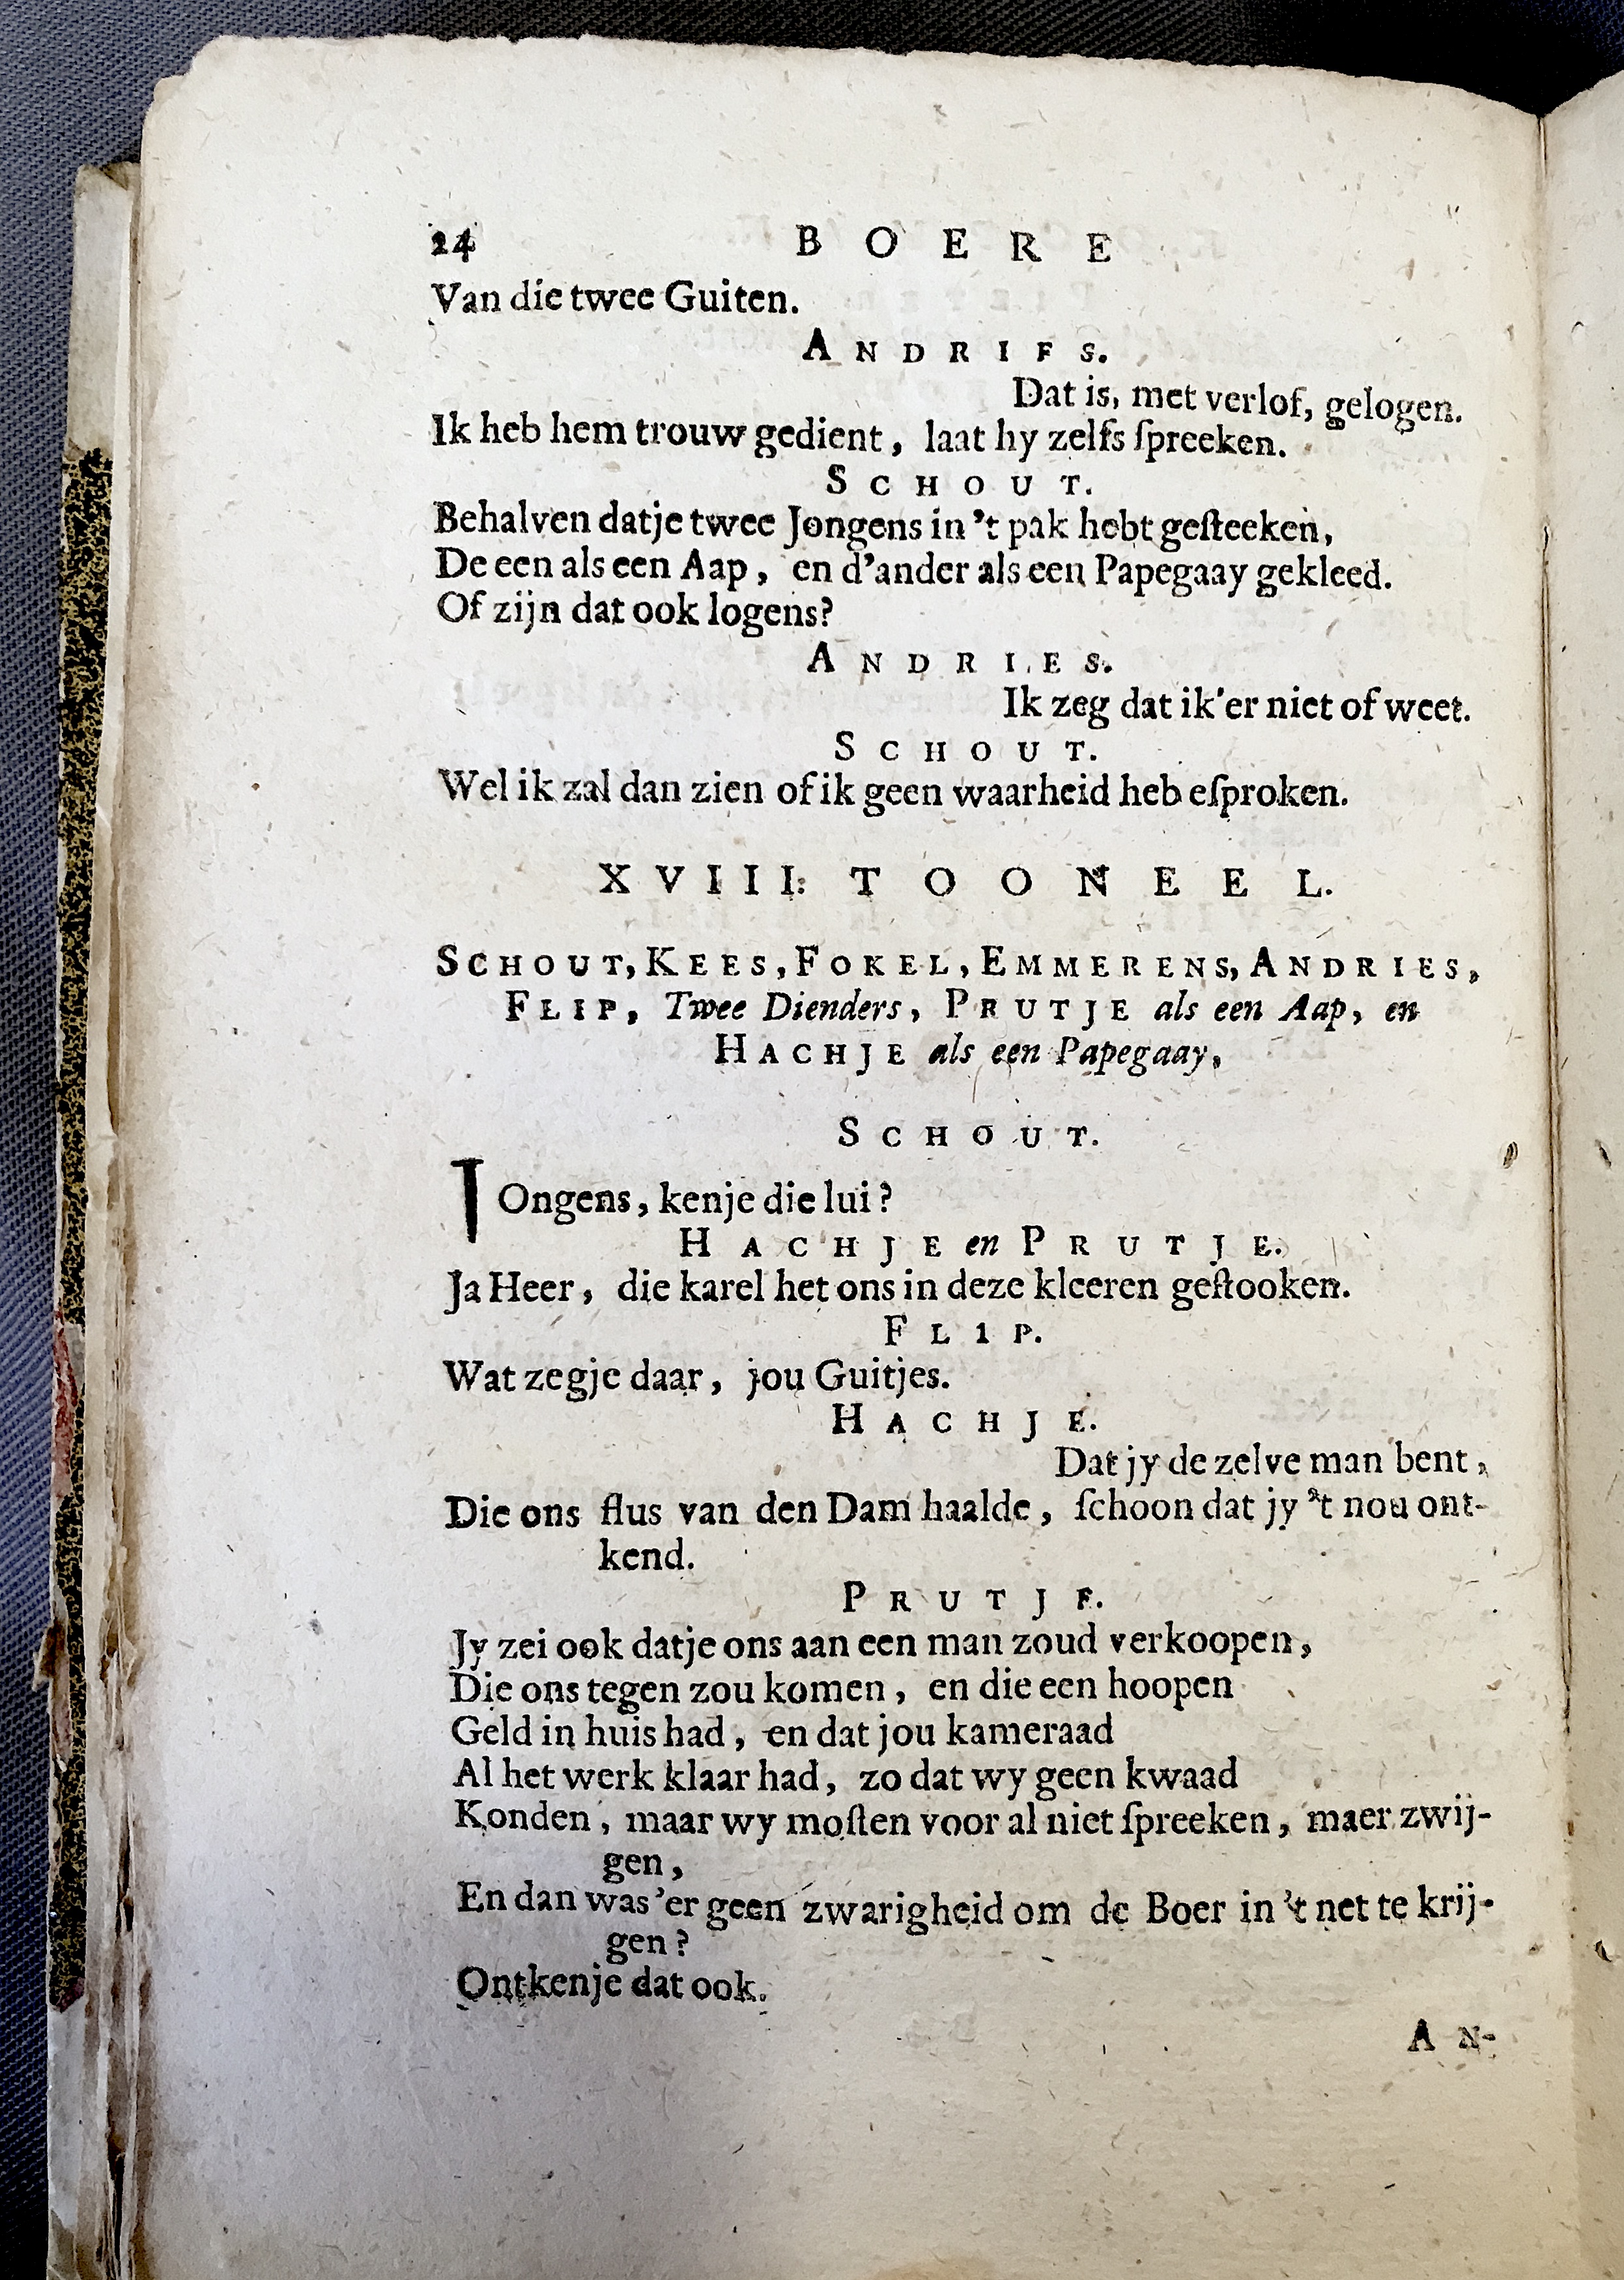 24 BOERE
Van die twee Guiten.
ANDRIFS.
Dat is, met verlof, gelogen.
Ik heb hem trouw gedient, laat hy zelfs ſpreeken.
SCHOUT.
Behalven datje twee Jongens in 't pak hebt geſteeken,
De een als een Aap, en d'ander als een Papegaay gekleed.
Of zijn dat ook logens?
ANDRIES.
Ik zeg dat ik'er niet of weet.
SCHOUT.
Wel ik zal dan zien of ik geen waarheid heb eſproken.
XVIII: TOONEEL.
SCHOUT, KEES, FOKEL, EMMERENS, ANDRIES,
FLIP, Twee Dienders, PRUTJE als een Aap, en
HACHJE als een Papegaay,
SCHOUT.
JOngens, kenje die lui?
HACHJE en PRUTJE.
Ja Heer, die karel het ons in deze kleeren geſtooken.
FLIP.
Wat zegje daar, jou Guitjes.
HACHJE.
Dat jy de zelve man bent,
Die ons flus van den Dam haalde, ſchoon dat jy 't nou ont-
kend.
PRUTJF.
Jy zei ook datje ons aan een man zoud verkoopen,
Die ons tegen zou komen, en die een hoopen
Geld in huis had, en dat jou kameraad
Al het werk klaar had, zo dat wy geen kwaad
Konden, maar wy moſten voor al niet ſpreeken, maer zwij-
gen,
En dan was 'er geen zwarigheid om de Boer in 't net te krij-
gen?
Ontkenje dat ook.
AN-